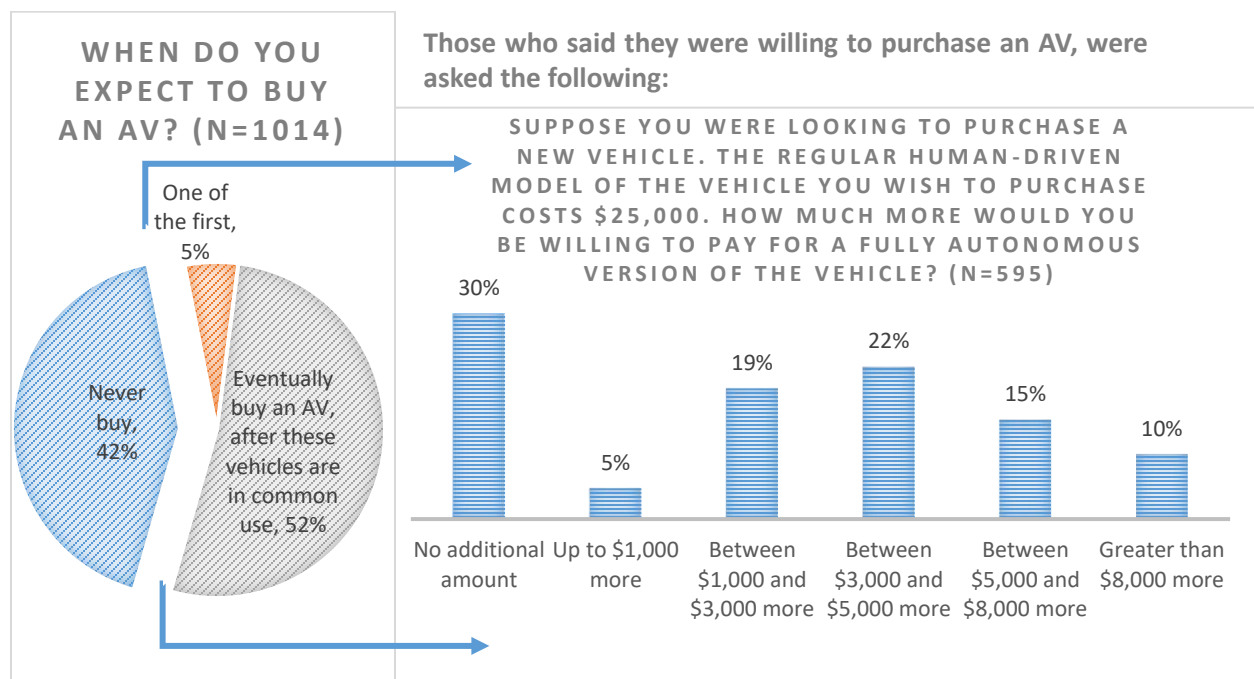 WHEN DO YOU
EXPECT TO BUY
AN AV? (N=1014)
One of
the first,
5%
Never
buy,
42%
Eventually
buy an AV,
after these
vehicles are
in common
use, 52%
Those who said they were willing to purchase an AV, were
asked the following:
SUPPOSE YOU WERE LOOKING TO PURCHASE A
NEW VEHICLE. THE REGULAR HUMAN-DRIVEN
MODEL OF THE VEHICLE YOU WISH TO PURCHASE
COSTS $25,000. HOW MUCH MORE WOULD YOU
BE WILLING TO PAY FOR A FULLY AUTONOMOUS
VERSION OF THE VEHICLE? (N=595)
30%
5%
19%
22%
15%
10%
No additional
amount
Up to $1,000
more
Between
$1,000 and
$3,000 more
Between
$3,000 and
$5,000 more
Between
$5,000 and
$8,000 more
Greater than
$8,000 more